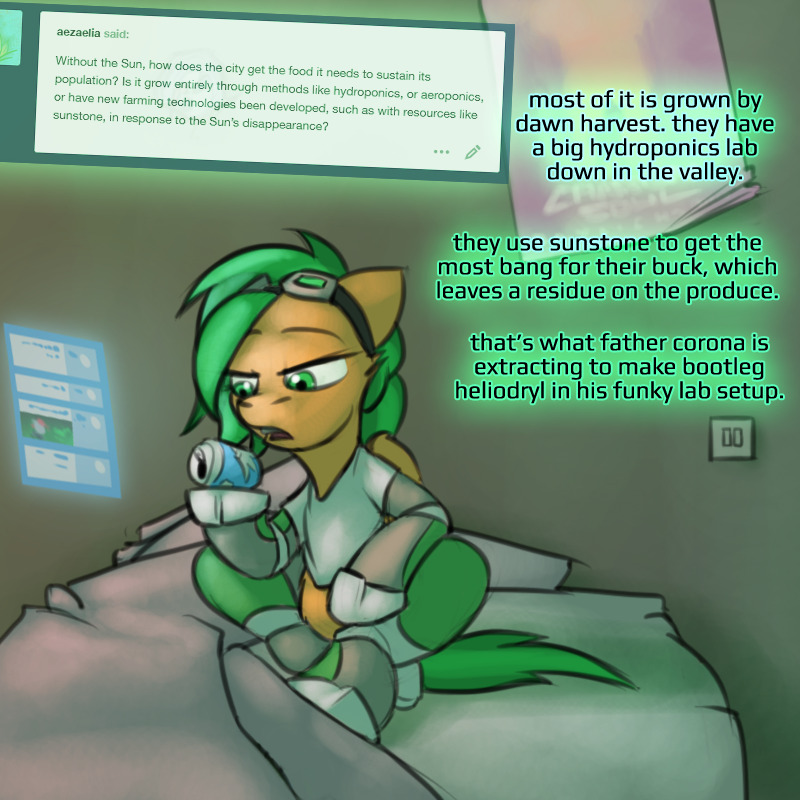 aezaelia said:
Without the Sun, how does the city get the food it needs to sustain its
population? Is it grow entirely through methods like hydroponics, or aeroponics,
or have new farming technologies been developed, such as with resources like
sunstone, in response to the Sun's disappearance?
most of it is grown by
dawn harvest. they have
a big hydroponics lab
down in the valley.
they use sunstone to get the
most bang for their buck, which
leaves a residue on the produce.
that's what father corona is
extracting to make bootleg
heliodryl in his funky lab setup.